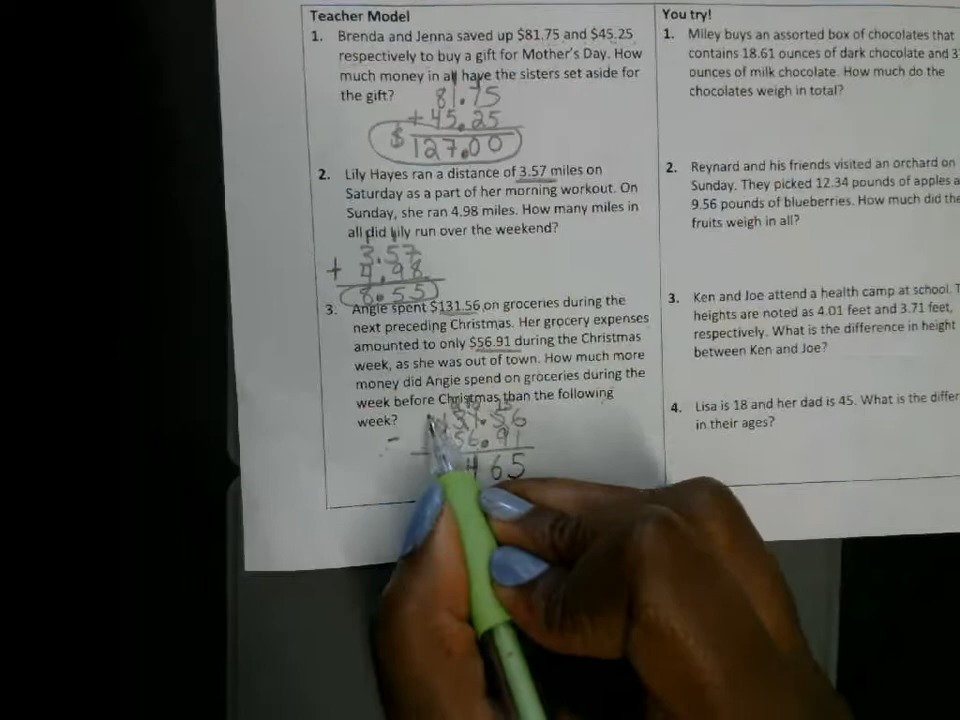 Teacher Model
1. Brenda and Jenna saved up $81.75 and $45.25
respectively to buy a gift for Mother's Day. How
much money in all have the sisters set aside for
the gift?
81.75
+ 45.25
$ 127.00
2. Lily Hayes ran a distance of 3.57 miles on
Saturday as a part of her morning workout. On
Sunday, she ran 4.98 miles. How many miles in
all did Lily run over the weekend?
3.57
+ 4.98
8.55
3. Angie spent $131.56 on groceries during the
next preceding Christmas. Her grocery expenses
amounted to only $56.91 during the Christmas
week, as she was out of town. How much more
money did Angie spend on groceries during the
week before Christmas than the following
week?
31.56
- 56.91
4 65
You try!
1. Miley buys an assorted box of chocolates that
contains 18.61 ounces of dark chocolate and 3
ounces of milk chocolate. How much do the
chocolates weigh in total?
2. Reynard and his friends visited an orchard on
Sunday. They picked 12.34 pounds of apples a
9.56 pounds of blueberries. How much did the
fruits weigh in all?
3. Ken and Joe attend a health camp at school. T
heights are noted as 4.01 feet and 3.71 feet,
respectively. What is the difference in height
between Ken and Joe?
4. Lisa is 18 and her dad is 45. What is the differ
in their ages?